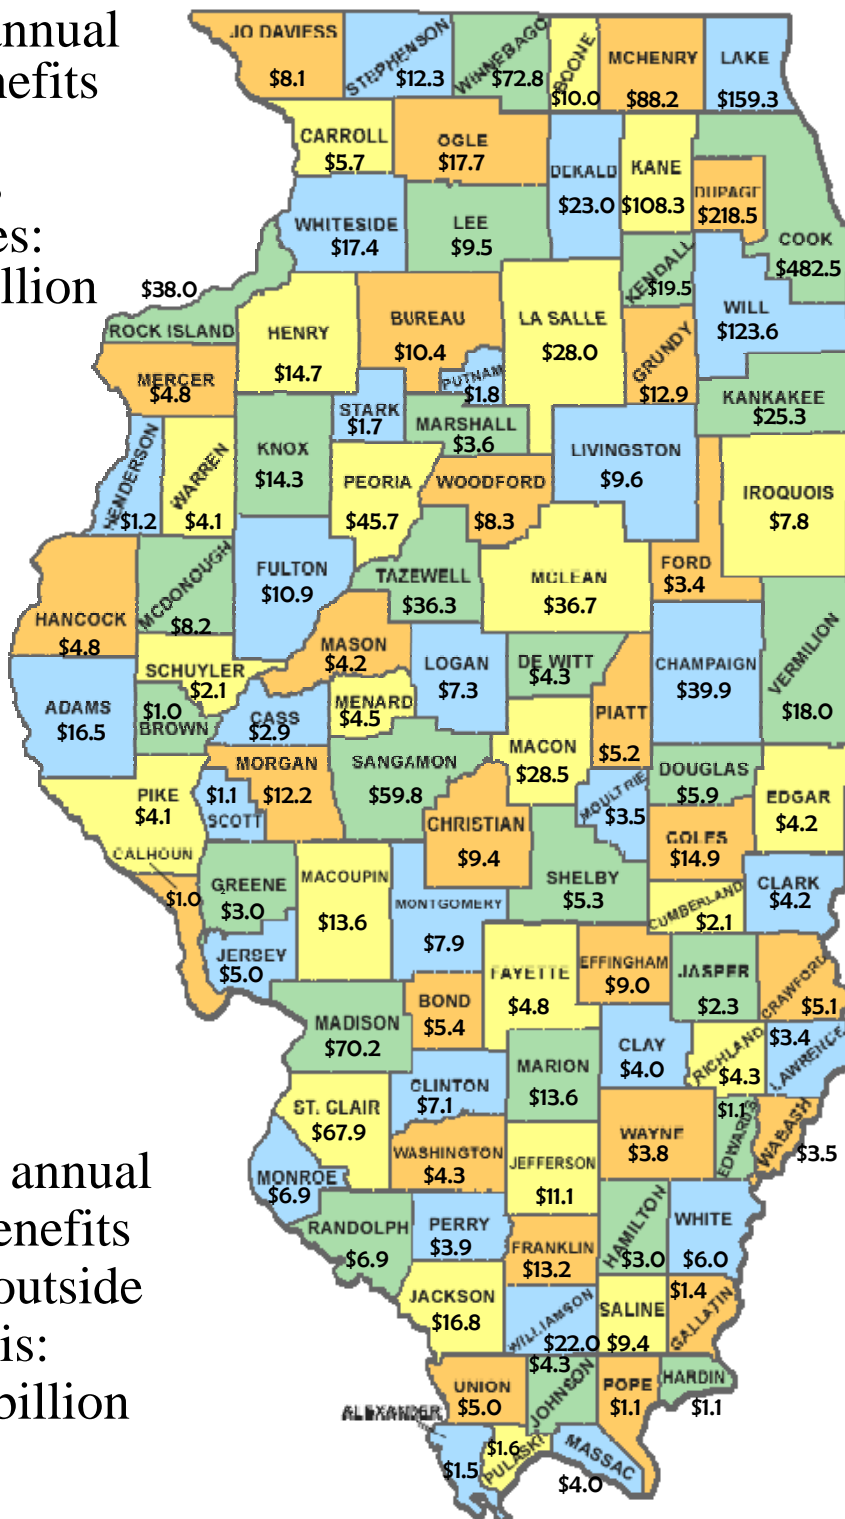 annual
nefits
es:
llion
JO DAVIESS
$8.1
STEPHENSON
$12.3
WINNEBAGO
$72.8
BOONE
$10.0
MCHENRY
$88.2
LAKE
$159.3
CARROLL
$5.7
OGLE
$17.7
DEKALB
$23.0
KANE
$108.3
DUPAGE
$218.5
COOK
$482.5
WHITESIDE
$17.4
LEE
$9.5
KENDALL
$19.5
WILL
$123.6
$38.0
ROCK ISLAND
HENRY
$14.7
BUREAU
$10.4
PUTNAM
$1.8
LA SALLE
$28.0
GRUNDY
$12.9
KANKAKEE
$25.3
MERCER
$4.8
STARK
$1.7
MARSHALL
$3.6
LIVINGSTON
$9.6
IROQUOIS
$7.8
HENDERSON
$1.2
WARREN
$4.1
KNOX
$14.3
PEORIA
$45.7
WOODFORD
$8.3
FORD
$3.4
HANCOCK
$4.8
MCDONOUGH
$8.2
FULTON
$10.9
TAZEWELL
$36.3
MCLEAN
$36.7
MASON
$4.2
SCHUYLER
$2.1
LOGAN
$7.3
DE WITT
$4.3
CHAMPAIGN
$39.9
VERMILION
$18.0
ADAMS
$16.5
$1.0
BROWN
CASS
$2.9
MENARD
$4.5
PIATT
$5.2
MACON
$28.5
MORGAN
$12.2
SANGAMON
$59.8
DOUGLAS
$5.9
EDGAR
$4.2
PIKE
$4.1
$1.1
SCOTT
MOULTRIE
$3.5
CHRISTIAN
$9.4
COLES
$14.9
CALHOUN
$1.0
GREENE
$3.0
MACOUPIN
$13.6
SHELBY
$5.3
CUMBERLAND
$2.1
CLARK
$4.2
MONTGOMERY
$7.9
JERSEY
$5.0
FAYETTE
$4.8
EFFINGHAM
$9.0
JASPER
$2.3
CRAWFORD
$5.1
BOND
$5.4
MADISON
$70.2
CLAY
$4.0
RICHLAND
$4.3
$3.4
LAWRENCE
CLINTON
$7.1
MARION
$13.6
ST. CLAIR
$67.9
WAYNE
$3.8
$1.1
EDWARDS
WABASH
$3.5
annual
WASHINGTON
$4.3
JEFFERSON
$11.1
MONROE
$6.9
enefits
RANDOLPH
$6.9
PERRY
$3.9
HAMILTON
$3.0
WHITE
$6.0
FRANKLIN
$13.2
outside
JACKSON
$16.8
WILLIAMSON
$22.0
SALINE
$9.4
$1.4
GALLATIN
is:
UNION
$5.0
$4.3
JOHNSON
POPE
$1.1
HARDIN
$1.1
billion
ALEXANDER
$1.5
$1.6
PULASKI
MASSAC
$4.0